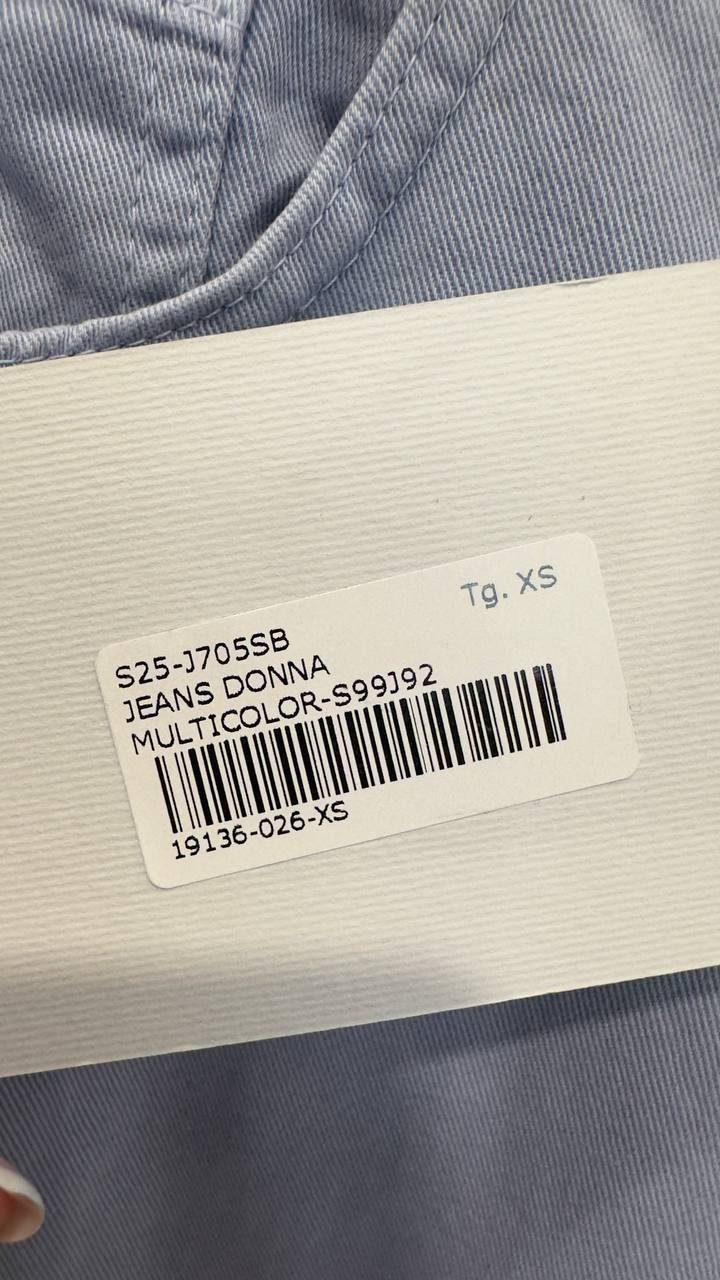 Tg. XS
S25-J705SB
JEANS DONNA
MULTICOLOR-S99J92
19136-026-XS